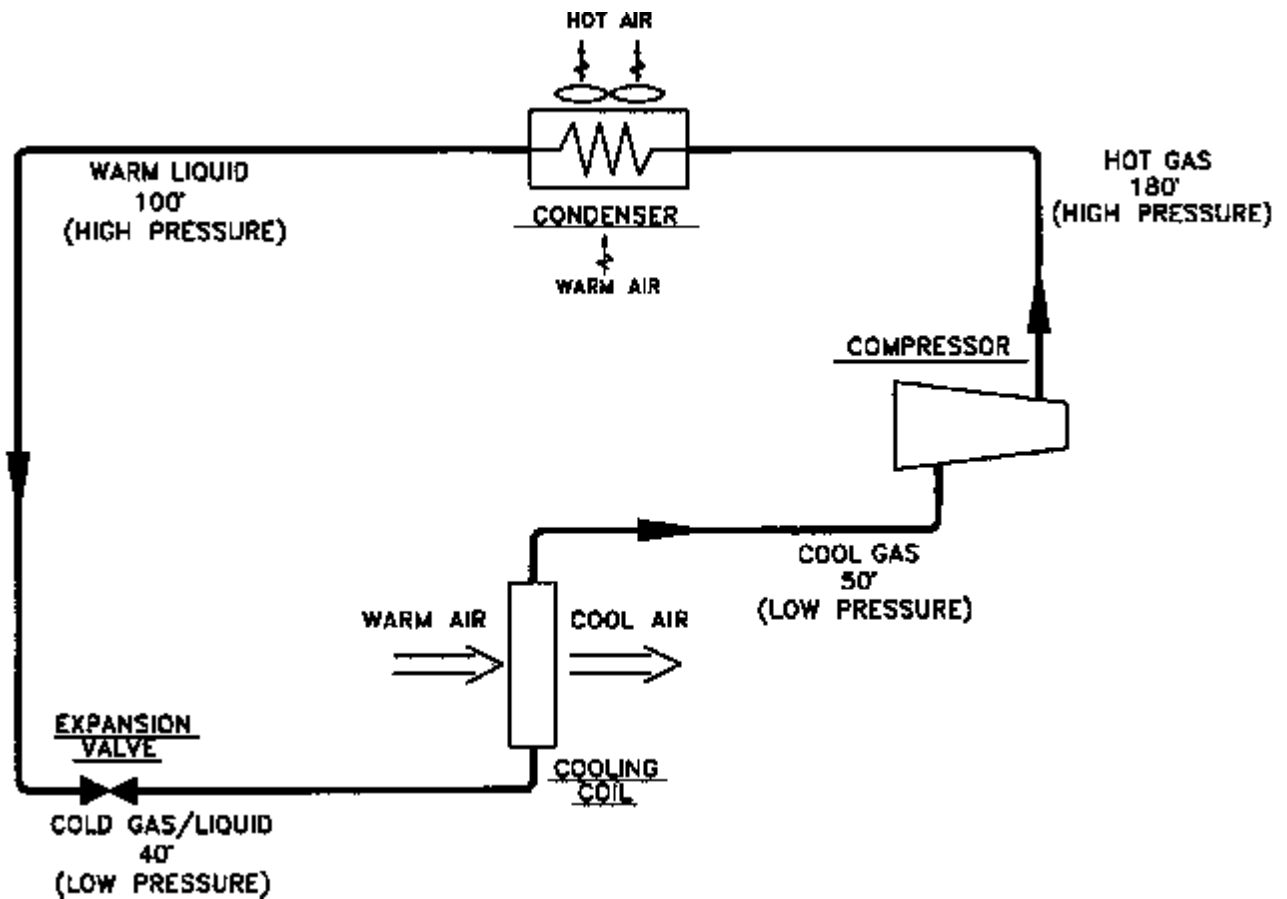 HOT AIR
WARM LIQUID
100°
(HIGH PRESSURE)
CONDENSER
WARM AIR
HOT GAS
180°
(HIGH PRESSURE)
COMPRESSOR
COOL GAS
50°
(LOW PRESSURE)
WARM AIR
COOL AIR
EXPANSION
VALVE
COOLING
COIL
COLD GAS/LIQUID
40°
(LOW PRESSURE)